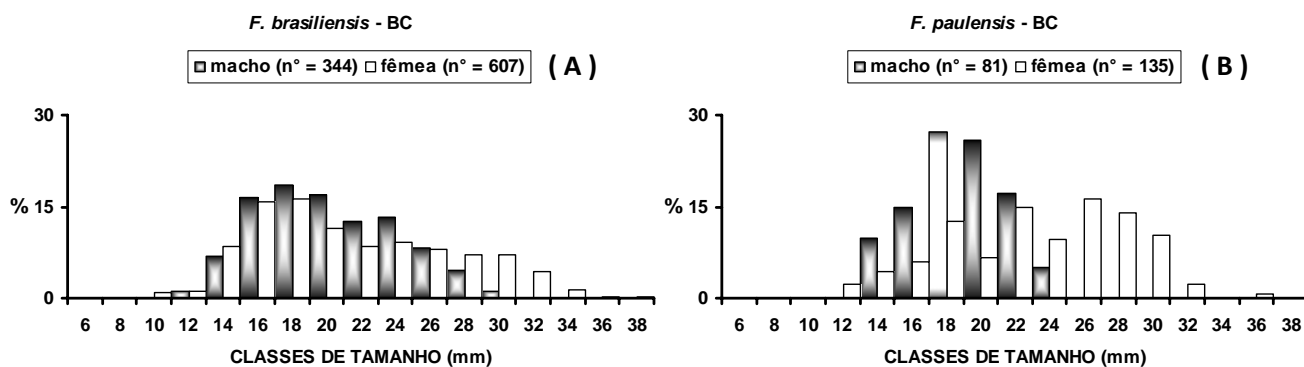 F. brasiliensis - BC
macho (n° = 344) fêmea (n° = 607)
( A )
30
% 15
0
6 8 10 12 14 16 18 20 22 24 26 28 30 32 34 36 38
CLASSES DE TAMANHO (mm)
F. paulensis - BC
macho (n° = 81) fêmea (n° = 135)
( B )
30
% 15
0
6 8 10 12 14 16 18 20 22 24 26 28 30 32 34 36 38
CLASSES DE TAMANHO (mm)